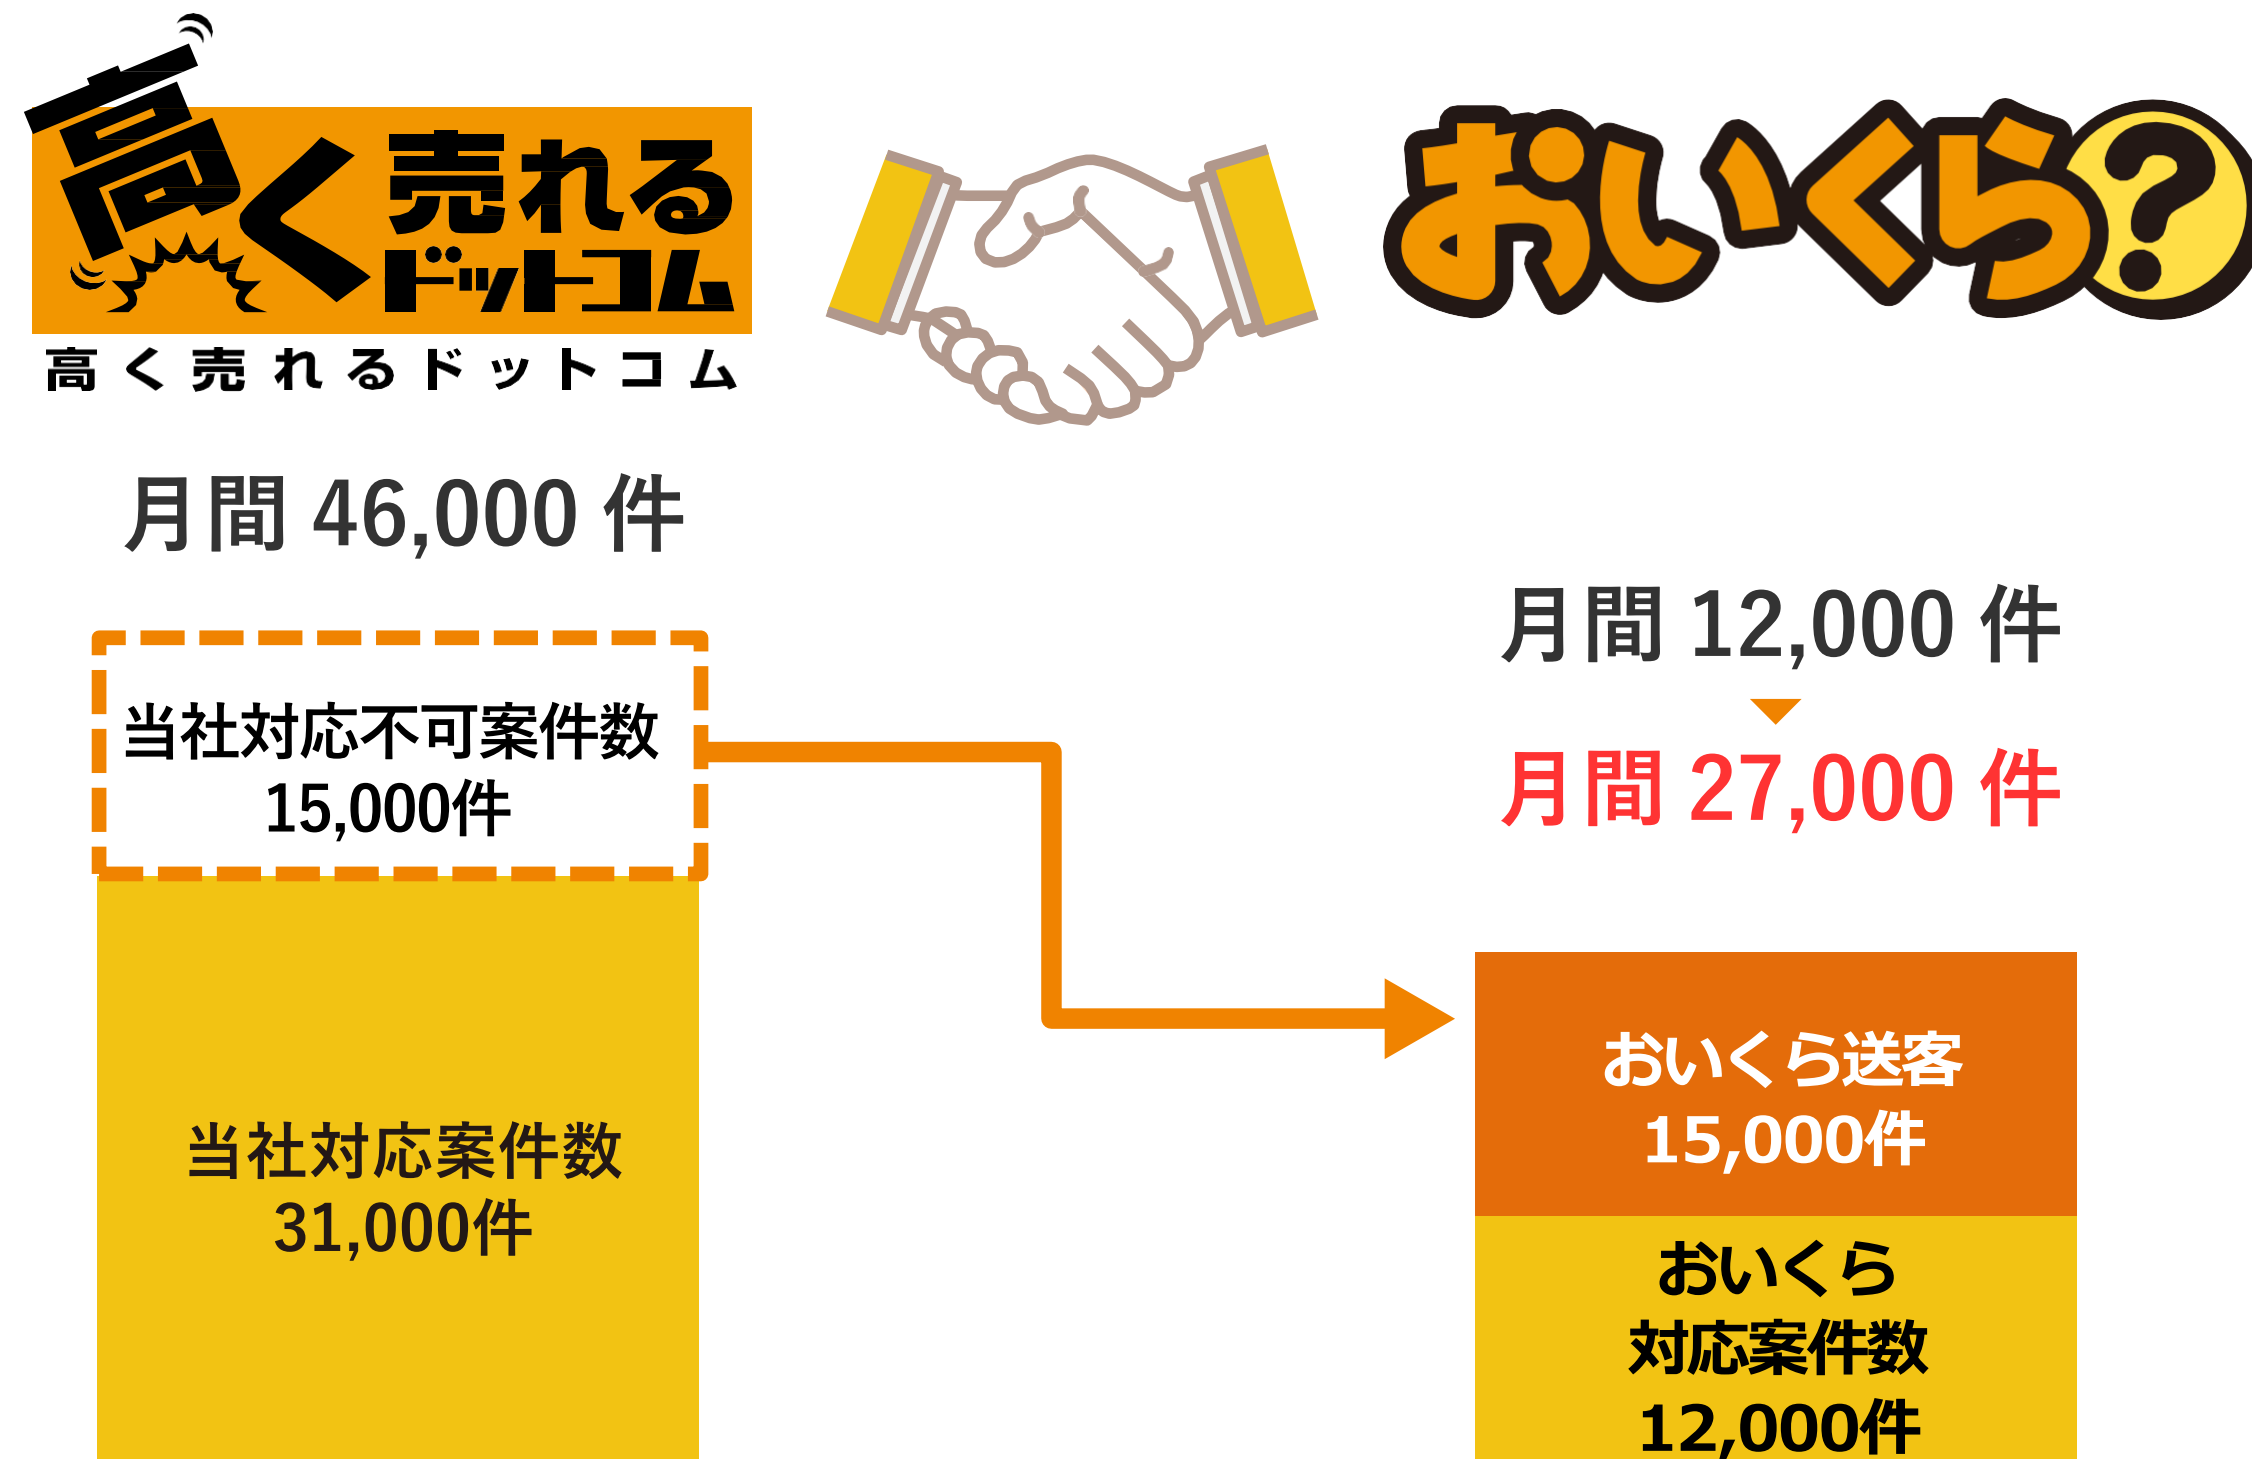 高く売れる
ドットコム
高く売れるドットコム
おいくら?
月間 46,000 件
当社対応不可案件数
15,000件
当社対応案件数
31,000件
月間 12,000 件
月間 27,000 件
おいくら送客
15,000件
おいくら
対応案件数
12,000件